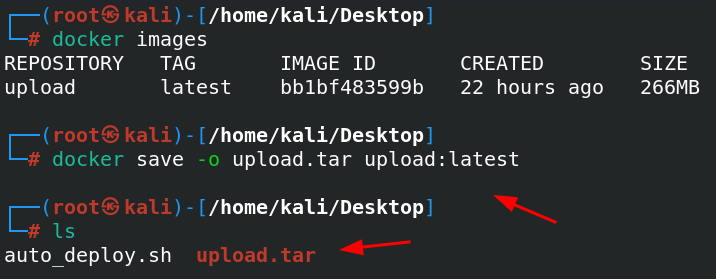 (root㉿kali)-[/home/kali/Desktop]
# docker images
REPOSITORY   TAG       IMAGE ID       CREATED        SIZE
upload       latest    bb1bf483599b   22 hours ago   266MB
(root㉿kali)-[/home/kali/Desktop]
# docker save -o upload.tar upload:latest
(root㉿kali)-[/home/kali/Desktop]
# ls
auto_deploy.sh  upload.tar